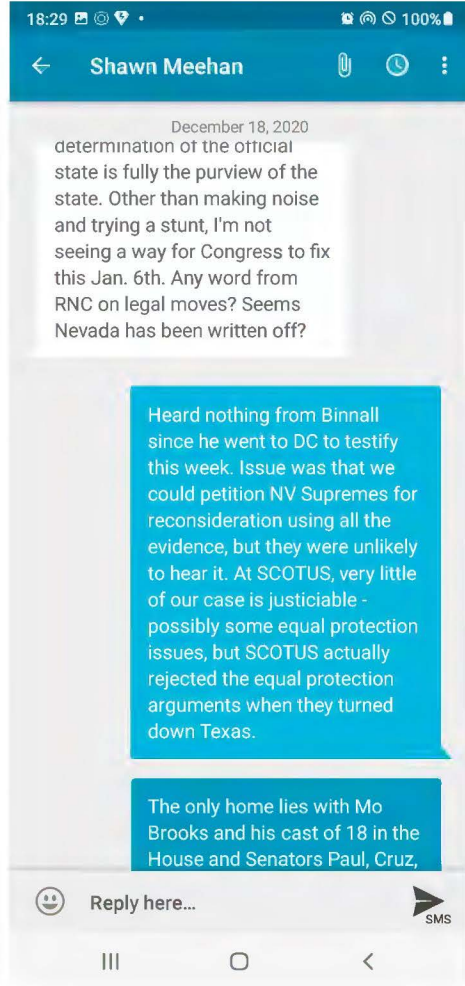 18:29
100%
Shawn Meehan
December 18, 2020
determination of the official
state is fully the purview of the
state. Other than making noise
and trying a stunt, I'm not
seeing a way for Congress to fix
this Jan. 6th. Any word from
RNC on legal moves? Seems
Nevada has been written off?
Heard nothing from Binnall
since he went to DC to testify
this week. Issue was that we
could petition NV Supremes for
reconsideration using all the
evidence, but they were unlikely
to hear it. At SCOTUS, very little
of our case is justiciable -
possibly some equal protection
issues, but SCOTUS actually
rejected the equal protection
arguments when they turned
down Texas.
The only home lies with Mo
Brooks and his cast of 18 in the
House and Senators Paul, Cruz,
Reply here...
SMS